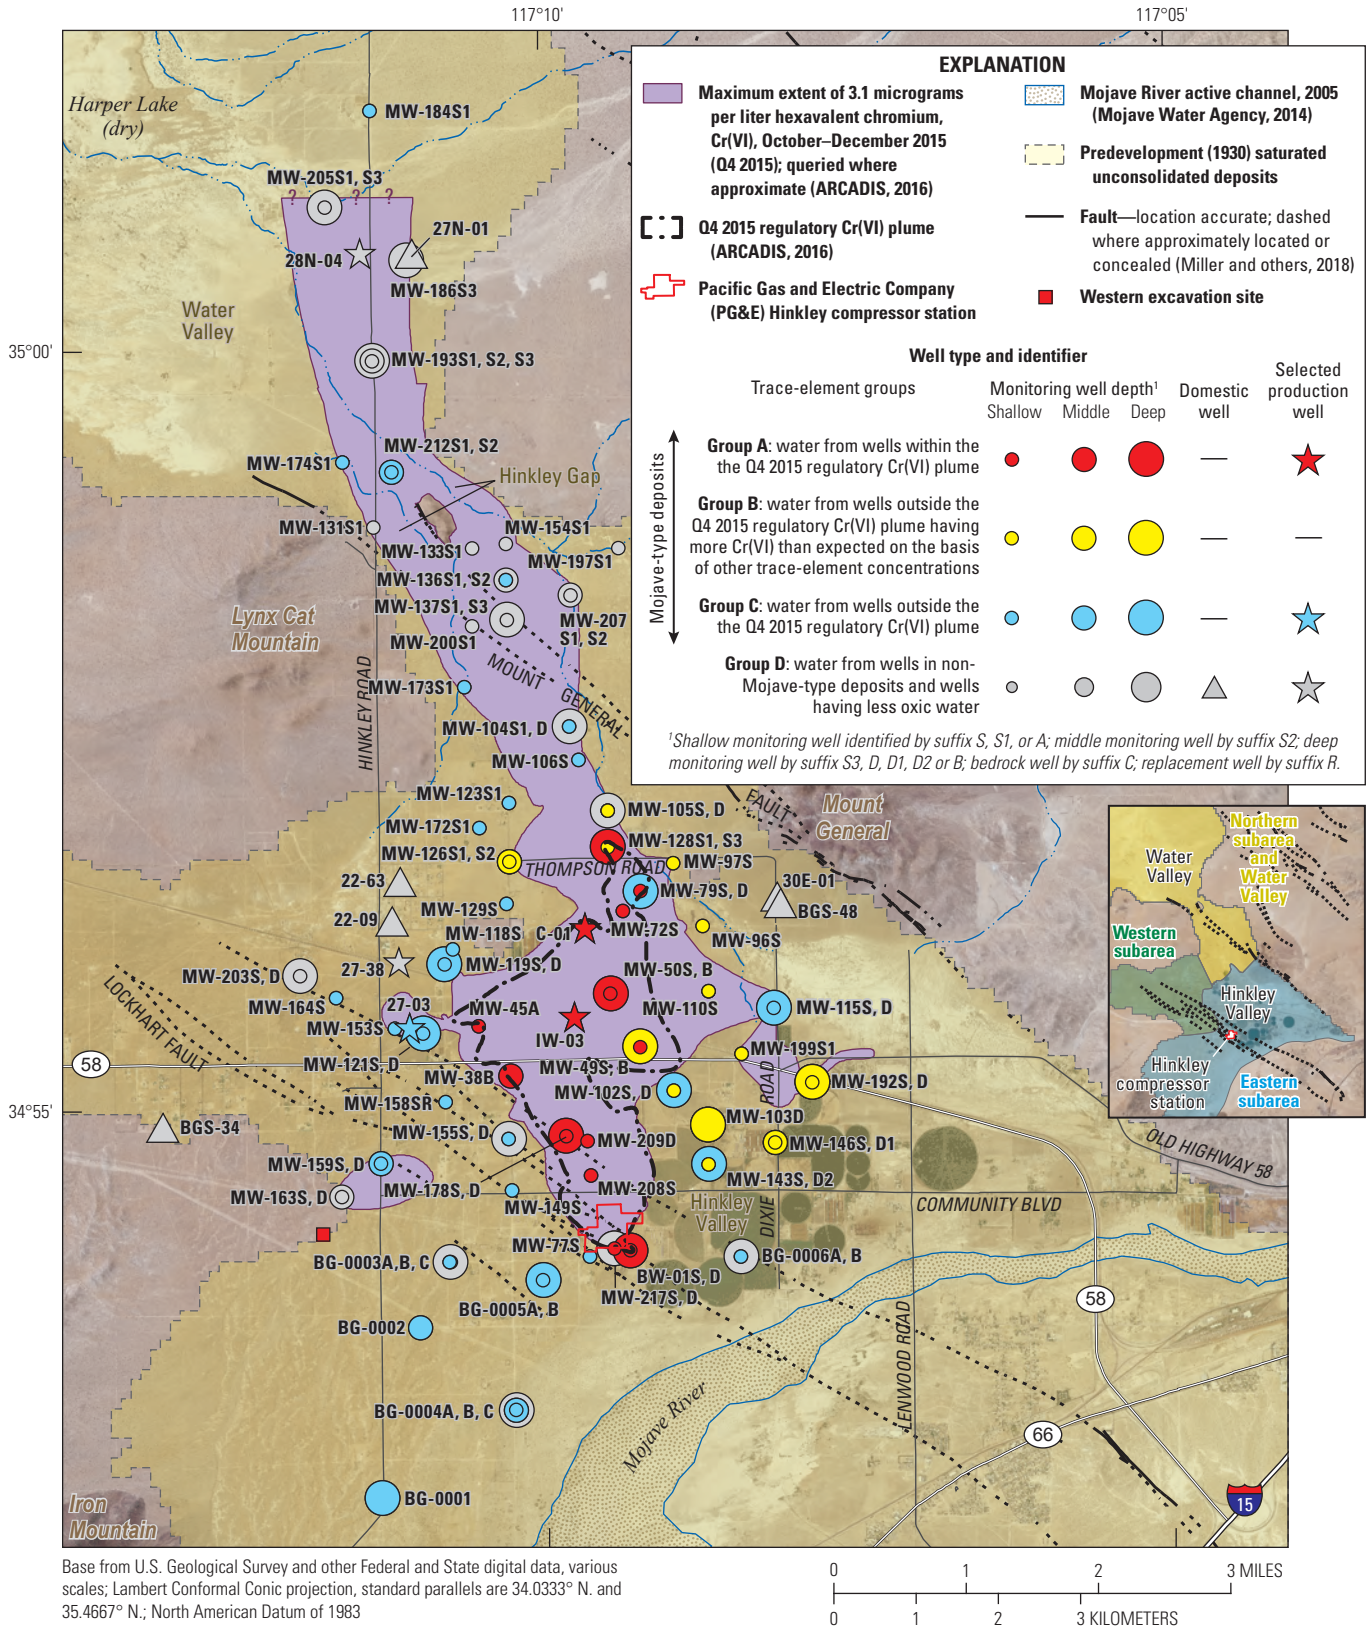 117°10'
117°05'
EXPLANATION
Maximum extent of 3.1 micrograms
per liter hexavalent chromium,
Cr(VI), October–December 2015
(Q4 2015); queried where
approximate (ARCADIS, 2016)
Q4 2015 regulatory Cr(VI) plume
(ARCADIS, 2016)
Pacific Gas and Electric Company
(PG&E) Hinkley compressor station
Mojave River active channel, 2005
(Mojave Water Agency, 2014)
Predevelopment (1930) saturated
unconsolidated deposits
Fault—location accurate; dashed
where approximately located or
concealed (Miller and others, 2018)
Western excavation site
Well type and identifier
Trace-element groups
Monitoring well depth¹
Shallow
Middle
Deep
Domestic
well
Selected
production
well
Mojave-type deposits
Group A: water from wells within the
the Q4 2015 regulatory Cr(VI) plume
—
Group B: water from wells outside the
Q4 2015 regulatory Cr(VI) plume having
more Cr(VI) than expected on the basis
of other trace-element concentrations
—
—
Group C: water from wells outside the
the Q4 2015 regulatory Cr(VI) plume
—
Group D: water from wells in non-
Mojave-type deposits and wells
having less oxic water
¹Shallow monitoring well identified by suffix S, S1, or A; middle monitoring well by suffix S2; deep
monitoring well by suffix S3, D, D1, D2 or B; bedrock well by suffix C; replacement well by suffix R.
Harper Lake
(dry)
MW-184S1
MW-205S1, S3
? ? ?
27N-01
28N-04
MW-186S3
Water
Valley
35°00'
MW-193S1, S2, S3
MW-212S1, S2
MW-174S1
Hinkley Gap
MW-131S1
MW-154S1
MW-133S1
MW-197S1
MW-136S1, S2
MW-137S1, S3
MW-207
S1, S2
Lynx Cat
Mountain
MW-200S1
MOUNT GENERAL
HINKLEY ROAD
MW-173S1
MW-104S1, D
MW-106S
FAULT
Mount
General
MW-123S1
MW-105S, D
MW-172S1
MW-128S1, S3
MW-126S1, S2
THOMPSON ROAD
MW-97S
22-63
MW-79S, D
30E-01
BGS-48
MW-129S
22-09
MW-118S
C-01
MW-72S
MW-96S
MW-203S, D
27-38
MW-119S, D
MW-50S, B
LOCKHART FAULT
MW-164S
27-03
MW-45A
MW-110S
MW-115S, D
MW-153S
IW-03
MW-121S, D
MW-49S, B
MW-199S1
58
MW-38B
MW-102S, D
ROAD
MW-192S, D
34°55'
MW-158SR
MW-103D
BGS-34
MW-155S, D
MW-209D
MW-146S, D1
MW-159S, D
MW-143S, D2
MW-163S, D
MW-178S, D
MW-208S
MW-149S
Hinkley
Valley
DIXIE
COMMUNITY BLVD
OLD HIGHWAY 58
MW-77S
BG-0003A,B, C
BW-01S, D
BG-0006A, B
MW-217S, D
BG-0005A, B
58
BG-0002
LENWOOD ROAD
BG-0004A, B, C
Mojave River
66
BG-0001
Iron
Mountain
15
Northern
subarea
and
Water
Valley
Water
Valley
Western
subarea
Hinkley
Valley
Hinkley
compressor
station
Eastern
subarea
Base from U.S. Geological Survey and other Federal and State digital data, various
scales; Lambert Conformal Conic projection, standard parallels are 34.0333° N. and
35.4667° N.; North American Datum of 1983
0 1 2 3 MILES
0 1 2 3 KILOMETERS